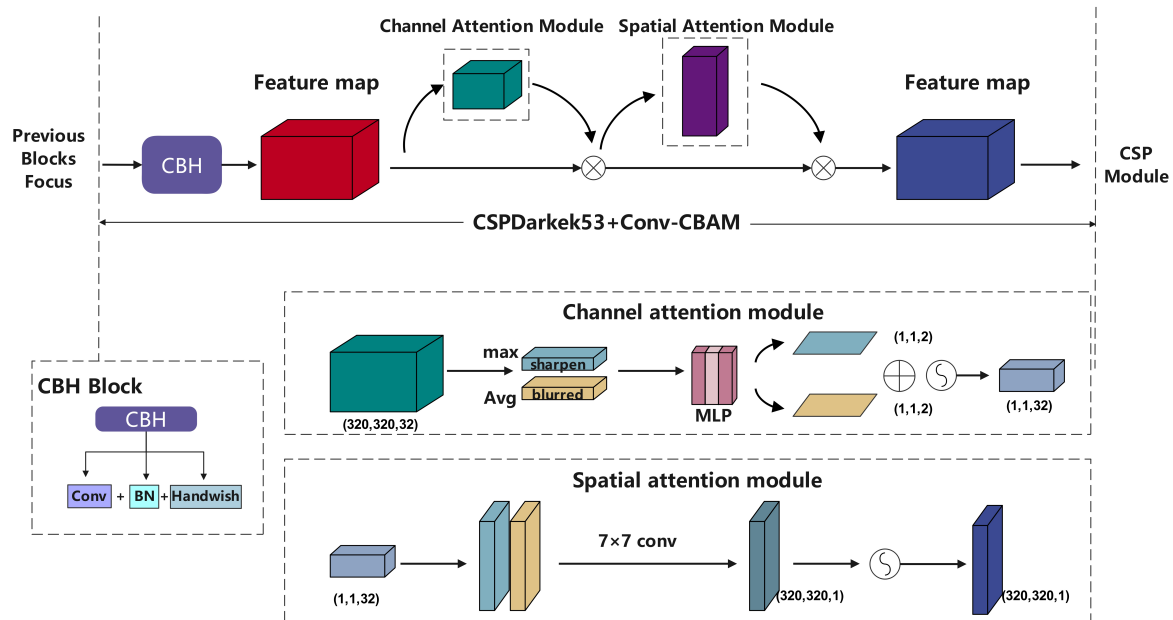 Channel Attention Module
Spatial Attention Module
Feature map
Feature map
Previous
Blocks
Focus
CBH
CSP
Module
CSPDarkek53+Conv-CBAM
Channel attention module
max
sharpen
Avg
blurred
(320,320,32)
MLP
(1,1,2)
(1,1,2)
(1,1,32)
CBH Block
CBH
Conv + BN + Handwish
Spatial attention module
7×7 conv
(1,1,32)
(320,320,1)
(320,320,1)